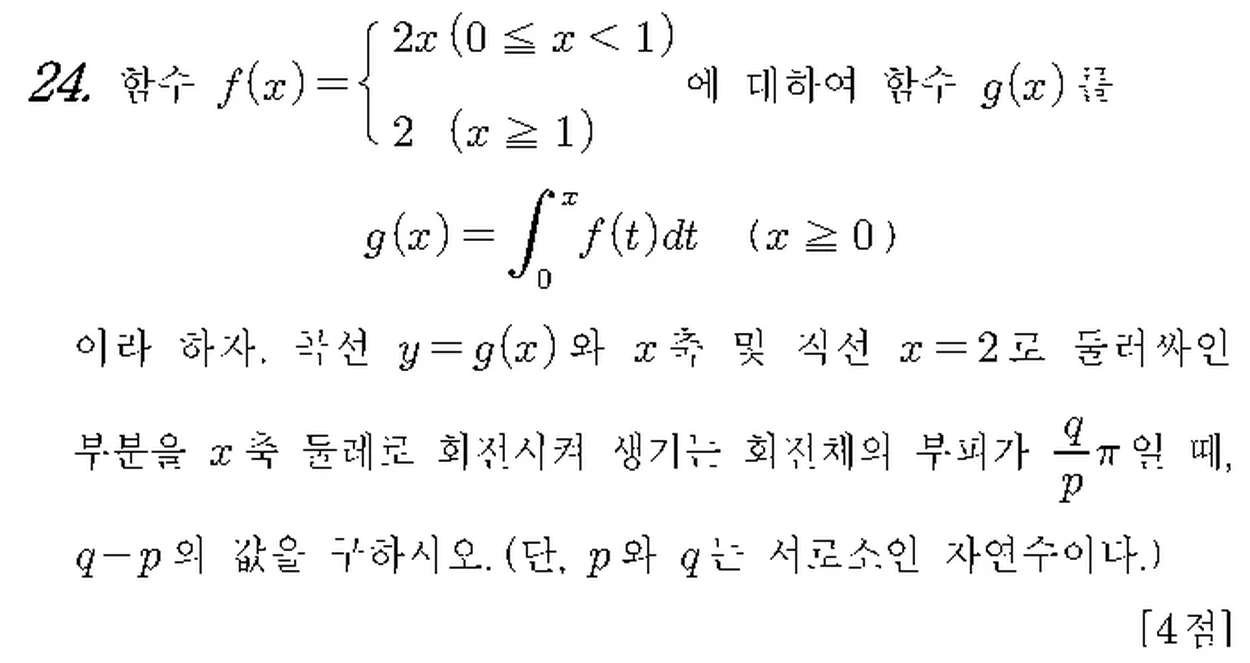 24. 함수 f(x) = { 2x (0 ≦ x < 1)
2 (x ≧ 1) 에 대하여 함수 g(x)를
g(x) = ∫₀ˣ f(t)dt (x ≧ 0)
이라 하자. 곡선 y = g(x)와 x축 및 직선 x = 2로 둘러싸인
부분을 x축 둘레로 회전시켜 생기는 회전체의 부피가 q/p π일 때,
q-p의 값을 구하시오. (단, p와 q는 서로소인 자연수이다.)
[4점]